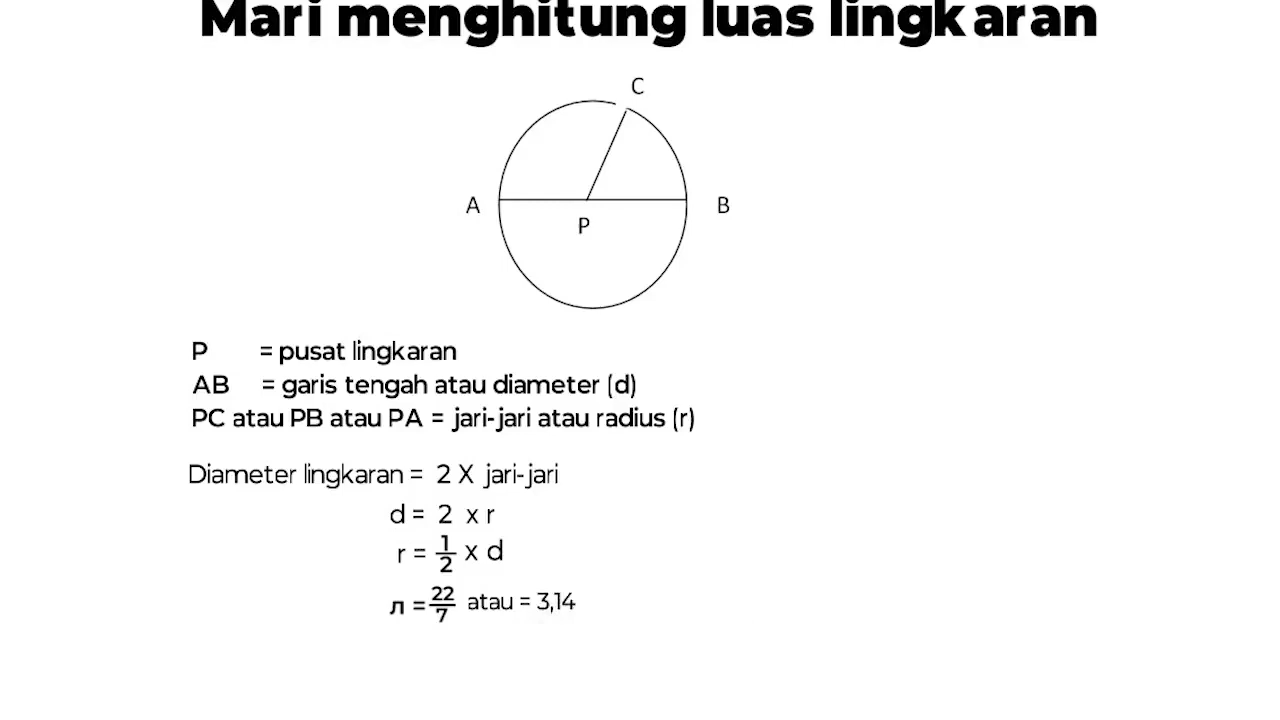 Mari menghitung luas lingkaran
C
A
B
P
P = pusat lingkaran
AB = garis tengah atau diameter (d)
PC atau PB atau PA = jari-jari atau radius (r)
Diameter lingkaran = 2 X jari-jari
d = 2 x r
r = 1/2 x d
л = 22/7 atau = 3,14